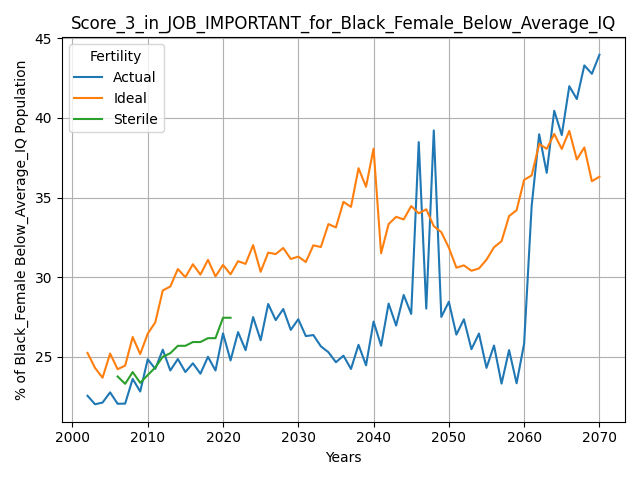 Score_3_in_JOB_IMPORTANT_for_Black_Female_Below_Average_IQ
% of Black_Female Below_Average_IQ Population
45
40
35
30
25
Fertility
Actual
Ideal
Sterile
2000 2010 2020 2030 2040 2050 2060 2070
Years